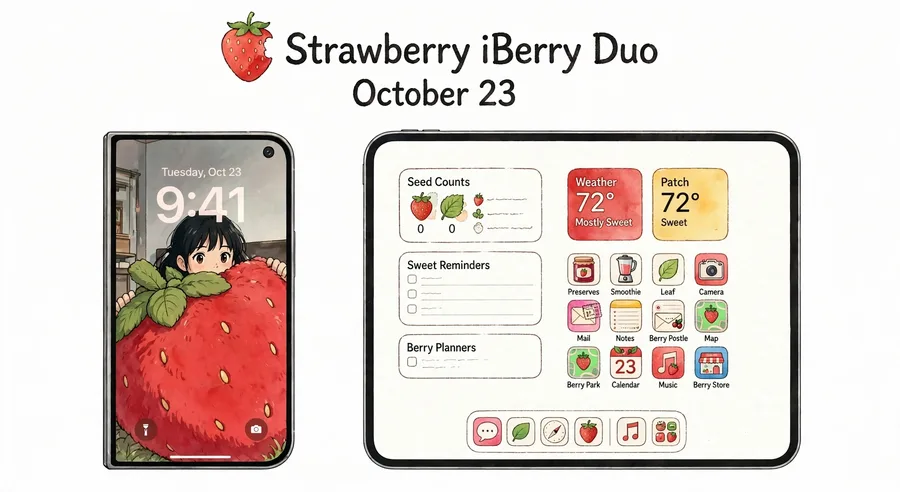 Strawberry iBerry Duo
October 23
Tuesday, Oct 23
9:41
Seed Counts
0 0
Sweet Reminders
Berry Planners
Weather
72°
Mostly Sweet
Patch
72°
Sweet
Preserves Smoothie Leaf Camera
Mail Notes Berry Postle Map
23
Berry Park Calendar Music Berry Store